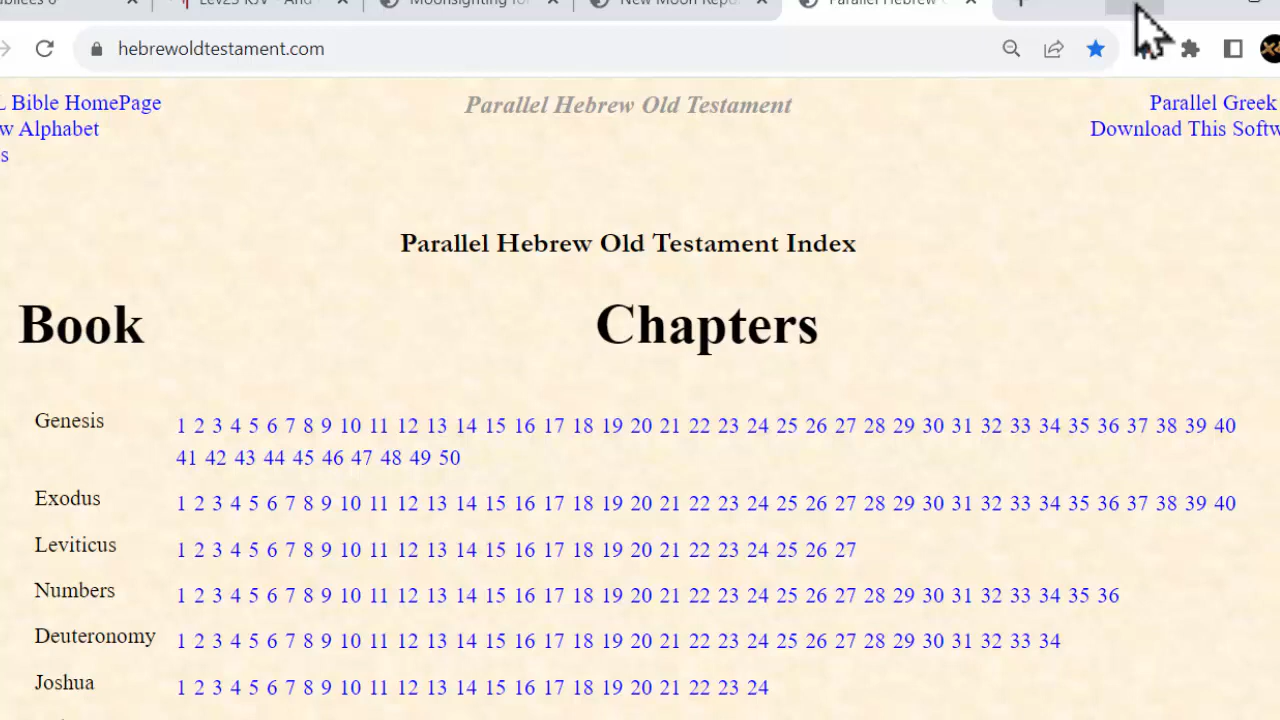 Lev23 KJV - And
Moonsighting for
New Moon Repo
Parallel Hebrew O
hebrewoldtestament.com
L Bible HomePage
Parallel Hebrew Old Testament
Parallel Greek
w Alphabet
Download This Softw
s
Parallel Hebrew Old Testament Index
Book Chapters
Genesis 1 2 3 4 5 6 7 8 9 10 11 12 13 14 15 16 17 18 19 20 21 22 23 24 25 26 27 28 29 30 31 32 33 34 35 36 37 38 39 40
41 42 43 44 45 46 47 48 49 50
Exodus 1 2 3 4 5 6 7 8 9 10 11 12 13 14 15 16 17 18 19 20 21 22 23 24 25 26 27 28 29 30 31 32 33 34 35 36 37 38 39 40
Leviticus 1 2 3 4 5 6 7 8 9 10 11 12 13 14 15 16 17 18 19 20 21 22 23 24 25 26 27
Numbers 1 2 3 4 5 6 7 8 9 10 11 12 13 14 15 16 17 18 19 20 21 22 23 24 25 26 27 28 29 30 31 32 33 34 35 36
Deuteronomy 1 2 3 4 5 6 7 8 9 10 11 12 13 14 15 16 17 18 19 20 21 22 23 24 25 26 27 28 29 30 31 32 33 34
Joshua 1 2 3 4 5 6 7 8 9 10 11 12 13 14 15 16 17 18 19 20 21 22 23 24